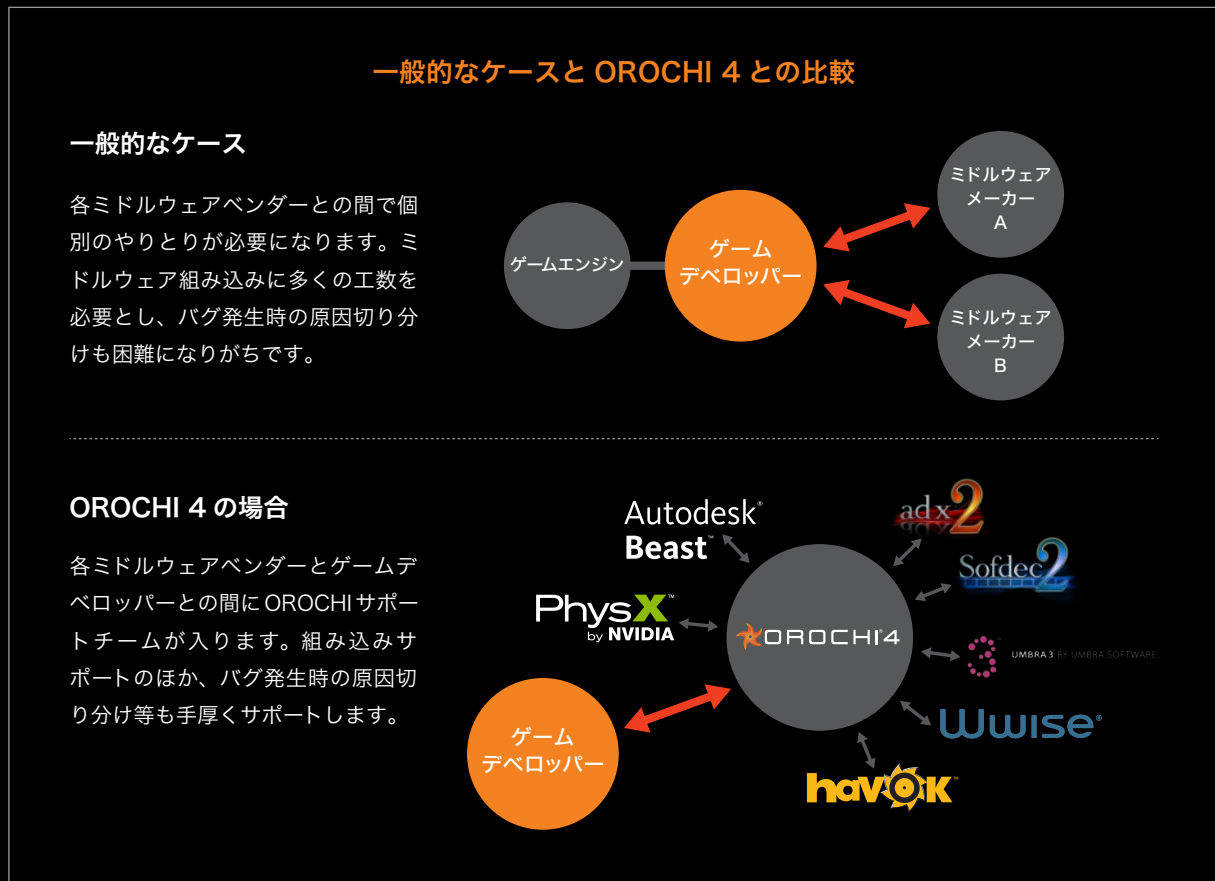 一般的なケースと OROCHI 4 との比較
一般的なケース
各ミドルウェアベンダーとの間で個
別のやりとりが必要になります。ミ
ドルウェア組み込みに多くの工数を
必要とし、バグ発生時の原因切り分
けも困難になりがちです。
ゲームエンジン
ゲーム
デベロッパー
ミドルウェア
メーカー
A
ミドルウェア
メーカー
B
OROCHI 4 の場合
各ミドルウェアベンダーとゲームデ
ベロッパーとの間にOROCHIサポー
トチームが入ります。組み込みサ
ポートのほか、バグ発生時の原因切
り分け等も手厚くサポートします。
Autodesk®
Beast™
adx2
Sofdec2
PhysX™
by NVIDIA
OROCHI®4
3™ UMBRA 3 BY UMBRA SOFTWARE
Wwise®
ゲーム
デベロッパー
havok™